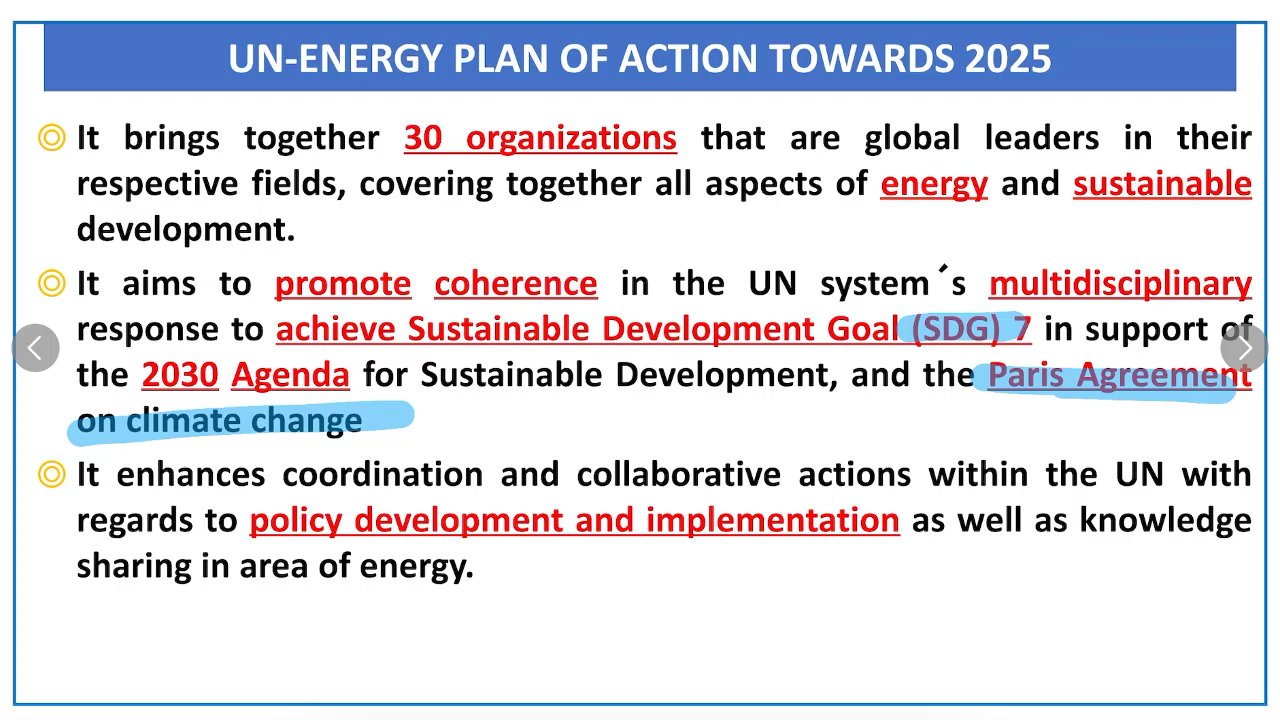 UN-ENERGY PLAN OF ACTION TOWARDS 2025
It brings together 30 organizations that are global leaders in their
respective fields, covering together all aspects of energy and sustainable
development.
It aims to promote coherence in the UN system´s multidisciplinary
response to achieve Sustainable Development Goal (SDG) 7 in support of
the 2030 Agenda for Sustainable Development, and the Paris Agreement
on climate change
It enhances coordination and collaborative actions within the UN with
regards to policy development and implementation as well as knowledge
sharing in area of energy.